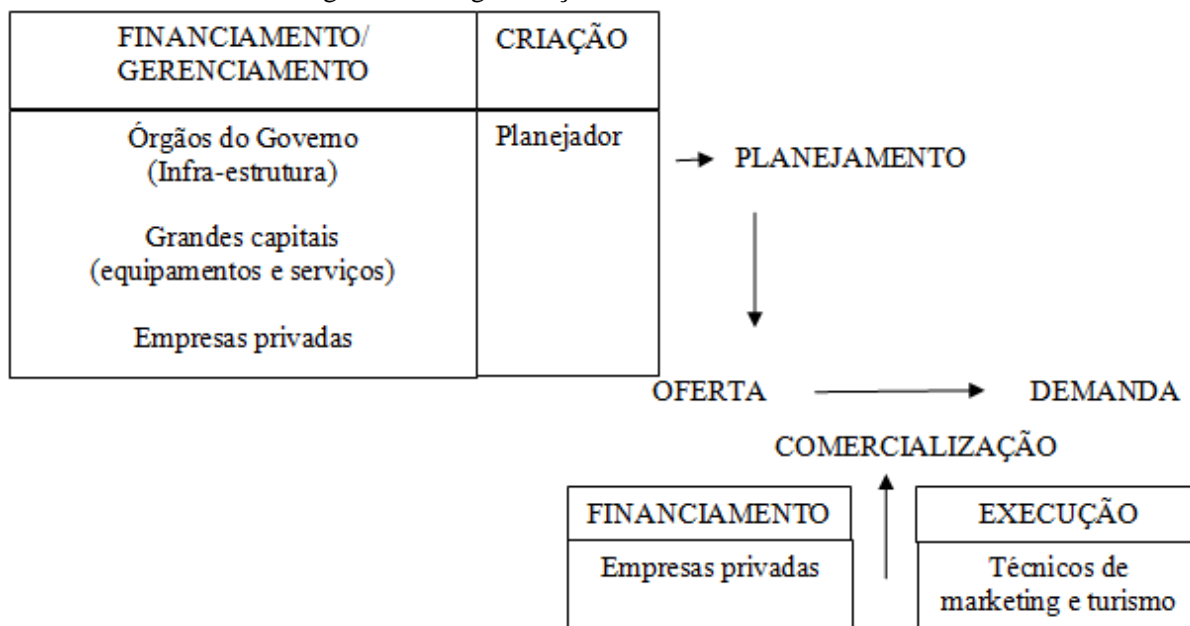 FINANCIAMENTO/
GERENCIAMENTO
CRIAÇÃO
Órgãos do Governo
(Infra-estrutura)
Grandes capitais
(equipamentos e serviços)
Empresas privadas
Planejador
PLANEJAMENTO
OFERTA
DEMANDA
COMERCIALIZAÇÃO
FINANCIAMENTO
Empresas privadas
EXECUÇÃO
Técnicos de
marketing e turismo